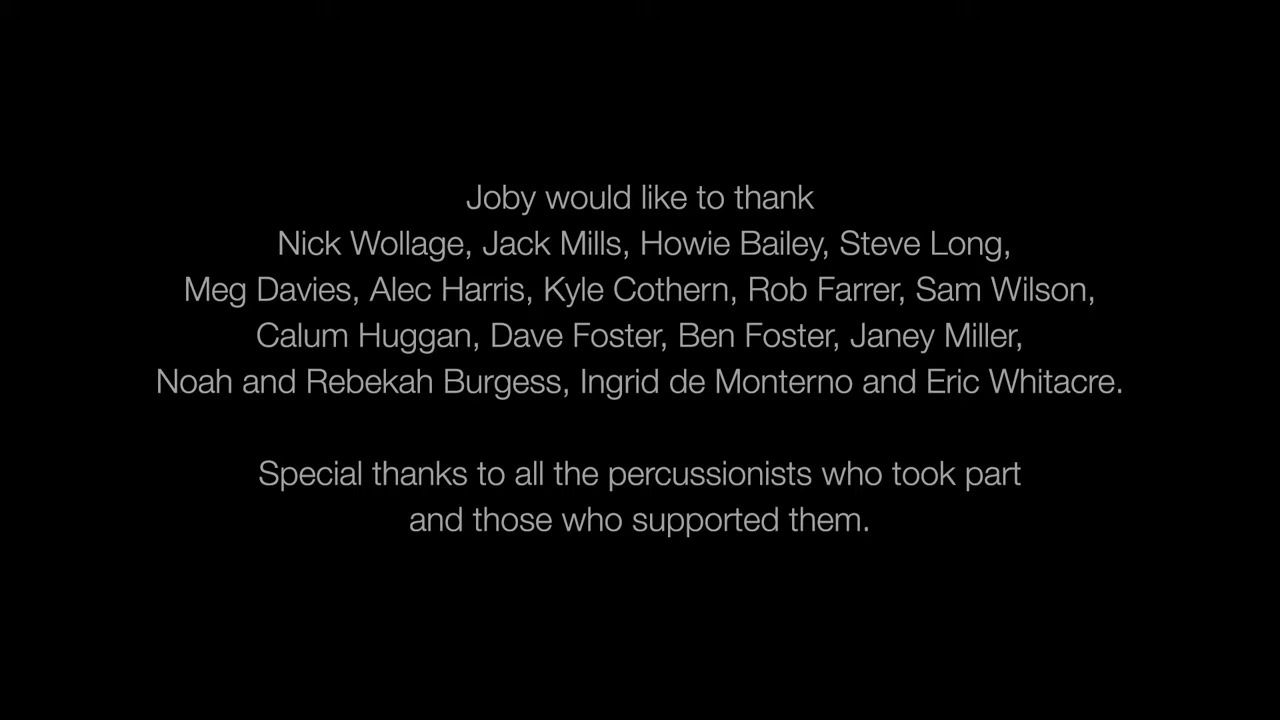 Joby would like to thank
Nick Wollage, Jack Mills, Howie Bailey, Steve Long,
Meg Davies, Alec Harris, Kyle Cothern, Rob Farrer, Sam Wilson,
Calum Huggan, Dave Foster, Ben Foster, Janey Miller,
Noah and Rebekah Burgess, Ingrid de Monterno and Eric Whitacre.
Special thanks to all the percussionists who took part
and those who supported them.